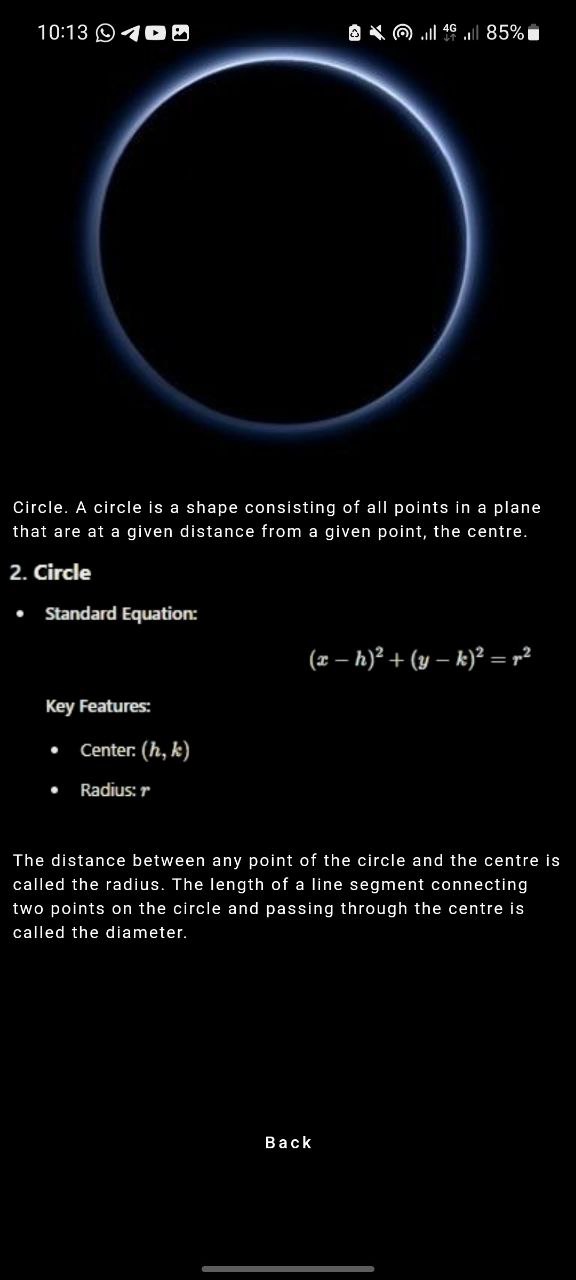 10:13 4G 85%
Circle. A circle is a shape consisting of all points in a plane
that are at a given distance from a given point, the centre.
2. Circle
• Standard Equation:
(x − h)² + (y − k)² = r²
Key Features:
• Center: (h, k)
• Radius: r
The distance between any point of the circle and the centre is
called the radius. The length of a line segment connecting
two points on the circle and passing through the centre is
called the diameter.
Back